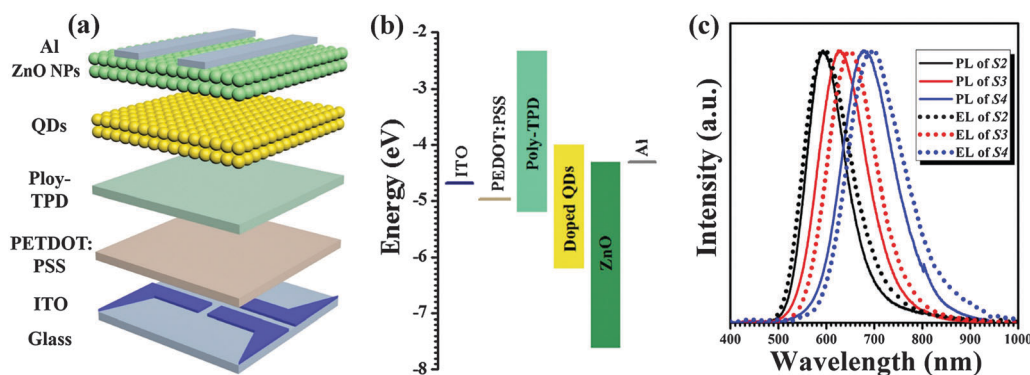 (a)
Al
ZnO NPs
QDs
Ploy-
TPD
PETDOT:
PSS
ITO
Glass
(b)
Energy (eV)
-2
-3
-4
-5
-6
-7
-8
ITO
PEDOT:PSS
Poly-TPD
Doped QDs
ZnO
Al
(c)
Intensity (a.u.)
PL of S2
PL of S3
PL of S4
EL of S2
EL of S3
EL of S4
400 500 600 700 800 900 1000
Wavelength (nm)